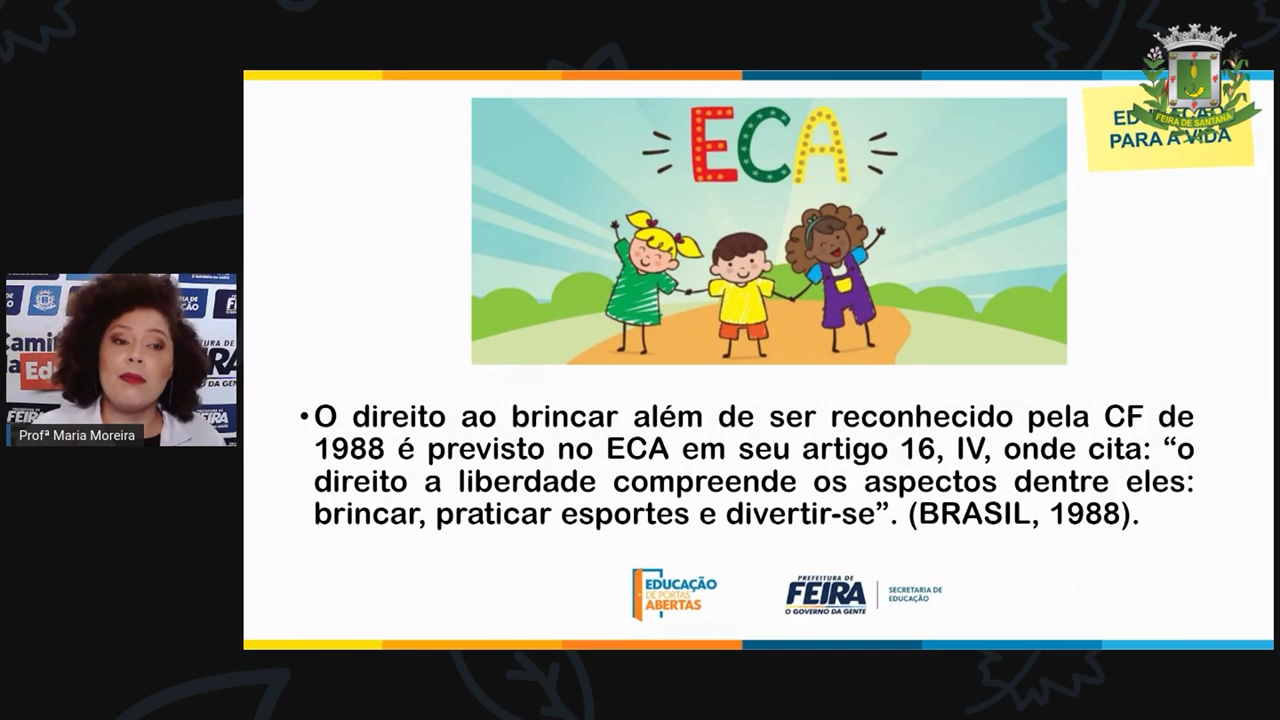 ECA
PARA A VIDA
FEIRA DE SANTANA
• O direito ao brincar além de ser reconhecido pela CF de
1988 é previsto no ECA em seu artigo 16, IV, onde cita: “o
direito a liberdade compreende os aspectos dentre eles:
brincar, praticar esportes e divertir-se”. (BRASIL, 1988).
Profª Maria Moreira
EDUCAÇÃO
DE PORTAS
ABERTAS
PREFEITURA DE
FEIRA
O GOVERNO DA GENTE
SECRETARIA DE
EDUCAÇÃO